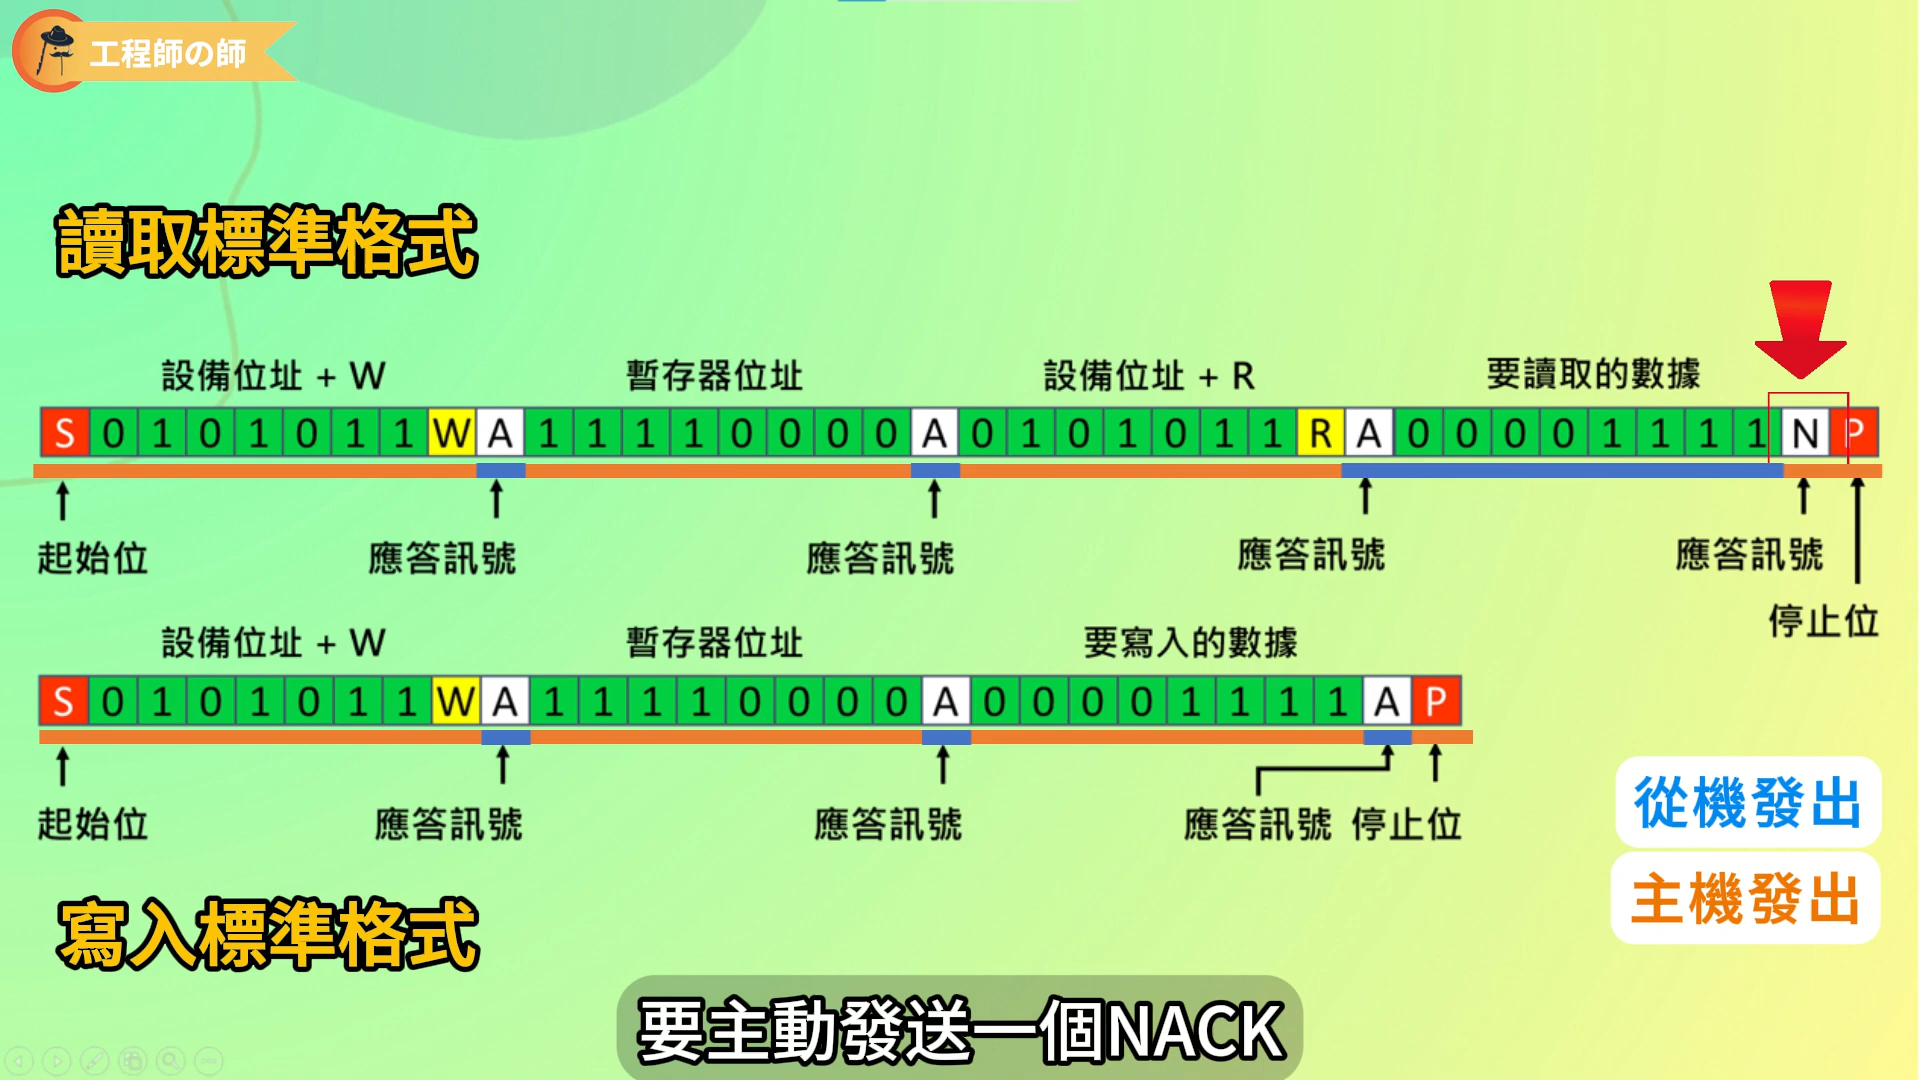 工程師の師
讀取標準格式
設備位址 + W 暫存器位址 設備位址 + R 要讀取的數據
S 0 1 0 1 0 1 1 W A 1 1 1 1 0 0 0 0 A 0 1 0 1 0 1 1 R A 0 0 0 0 1 1 1 1 N P
起始位 應答訊號 應答訊號 應答訊號 應答訊號
停止位
設備位址 + W 暫存器位址 要寫入的數據
S 0 1 0 1 0 1 1 W A 1 1 1 1 0 0 0 0 A 0 0 0 0 1 1 1 1 A P
起始位 應答訊號 應答訊號 應答訊號 停止位
從機發出
主機發出
寫入標準格式
要主動發送一個NACK